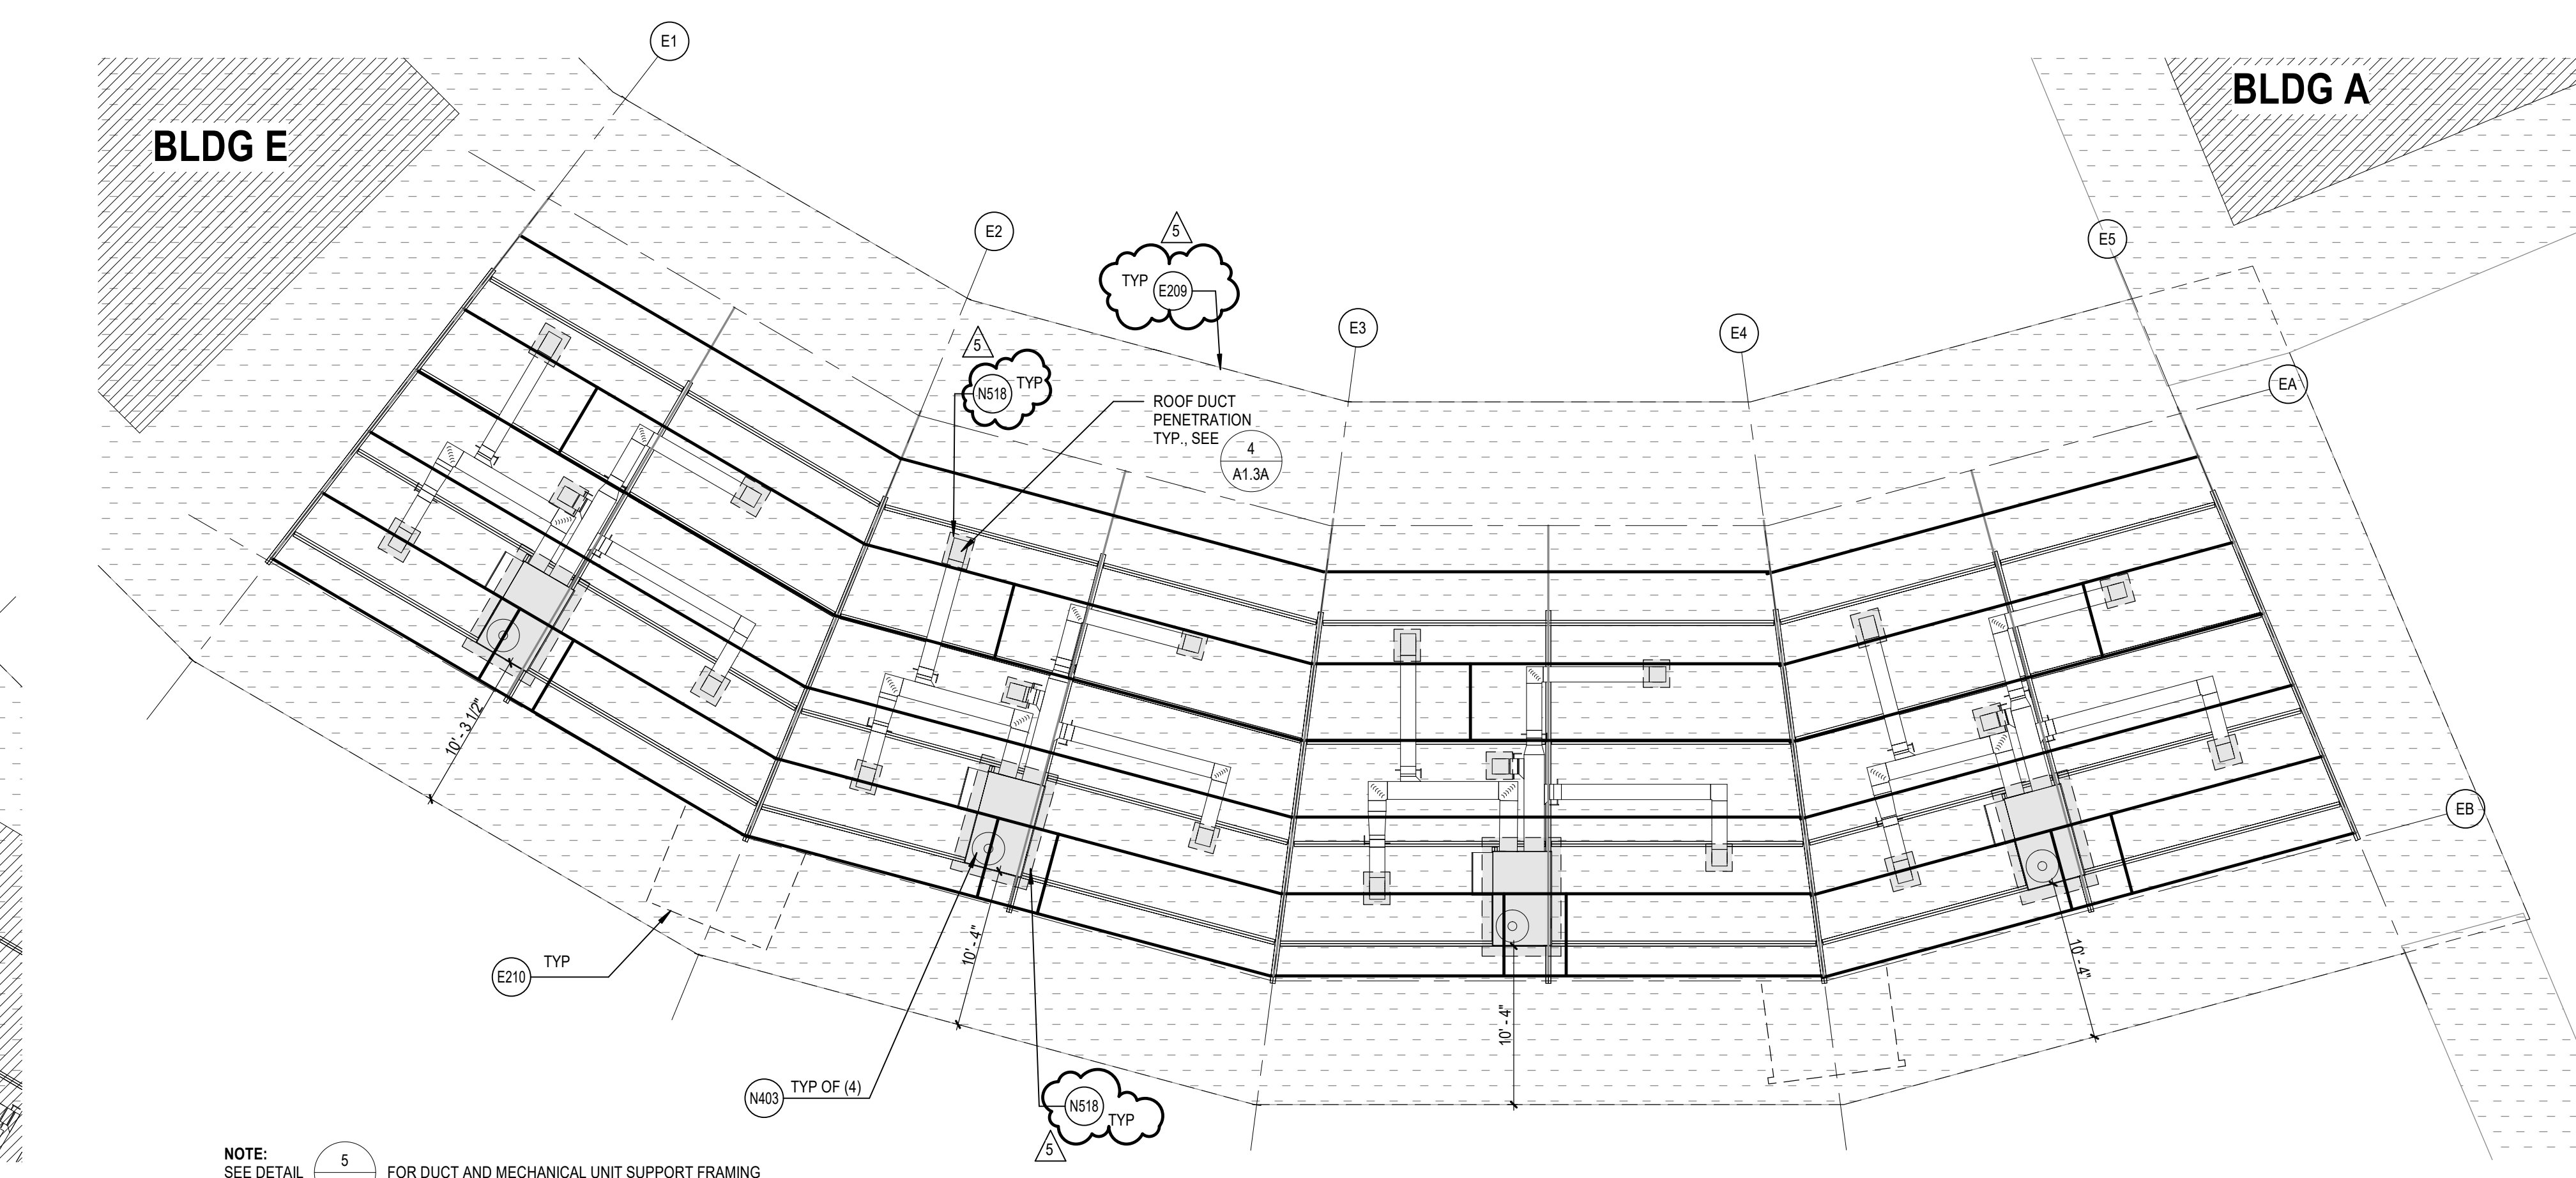 E1
BLDG E
BLDG A
5
E2
E5
TYP E209
E3
E4
5
N518 TYP
EA
ROOF DUCT
PENETRATION
TYP., SEE
4
A1.3A
10' - 3 1/2"
EB
10' - 4"
10' - 4"
10' - 4"
E210 TYP
N403 TYP OF (4)
N518 TYP
5
NOTE:
SEE DETAIL 5 FOR DUCT AND MECHANICAL UNIT SUPPORT FRAMING